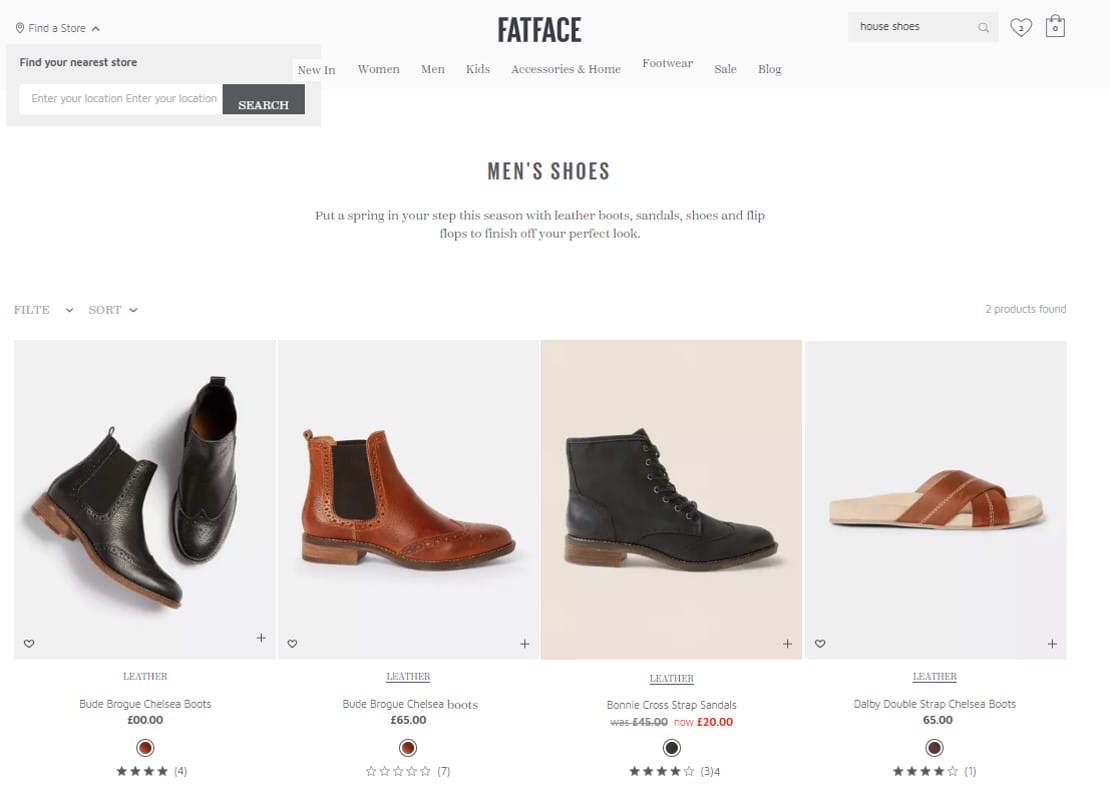 Find a Store
FATFACE
house shoes
2
0
Find your nearest store
Enter your location Enter your location
SEARCH
New In
Women
Men
Kids
Accessories & Home
Footwear
Sale
Blog
MEN'S SHOES
Put a spring in your step this season with leather boots, sandals, shoes and flip
flops to finish off your perfect look.
FILTE
SORT
2 products found
LEATHER
Bude Brogue Chelsea Boots
£00.00
(4)
LEATHER
Bude Brogue Chelsea boots
£65.00
(7)
LEATHER
Bonnie Cross Strap Sandals
was £45.00 now £20.00
(3)4
LEATHER
Dalby Double Strap Chelsea Boots
65.00
(1)